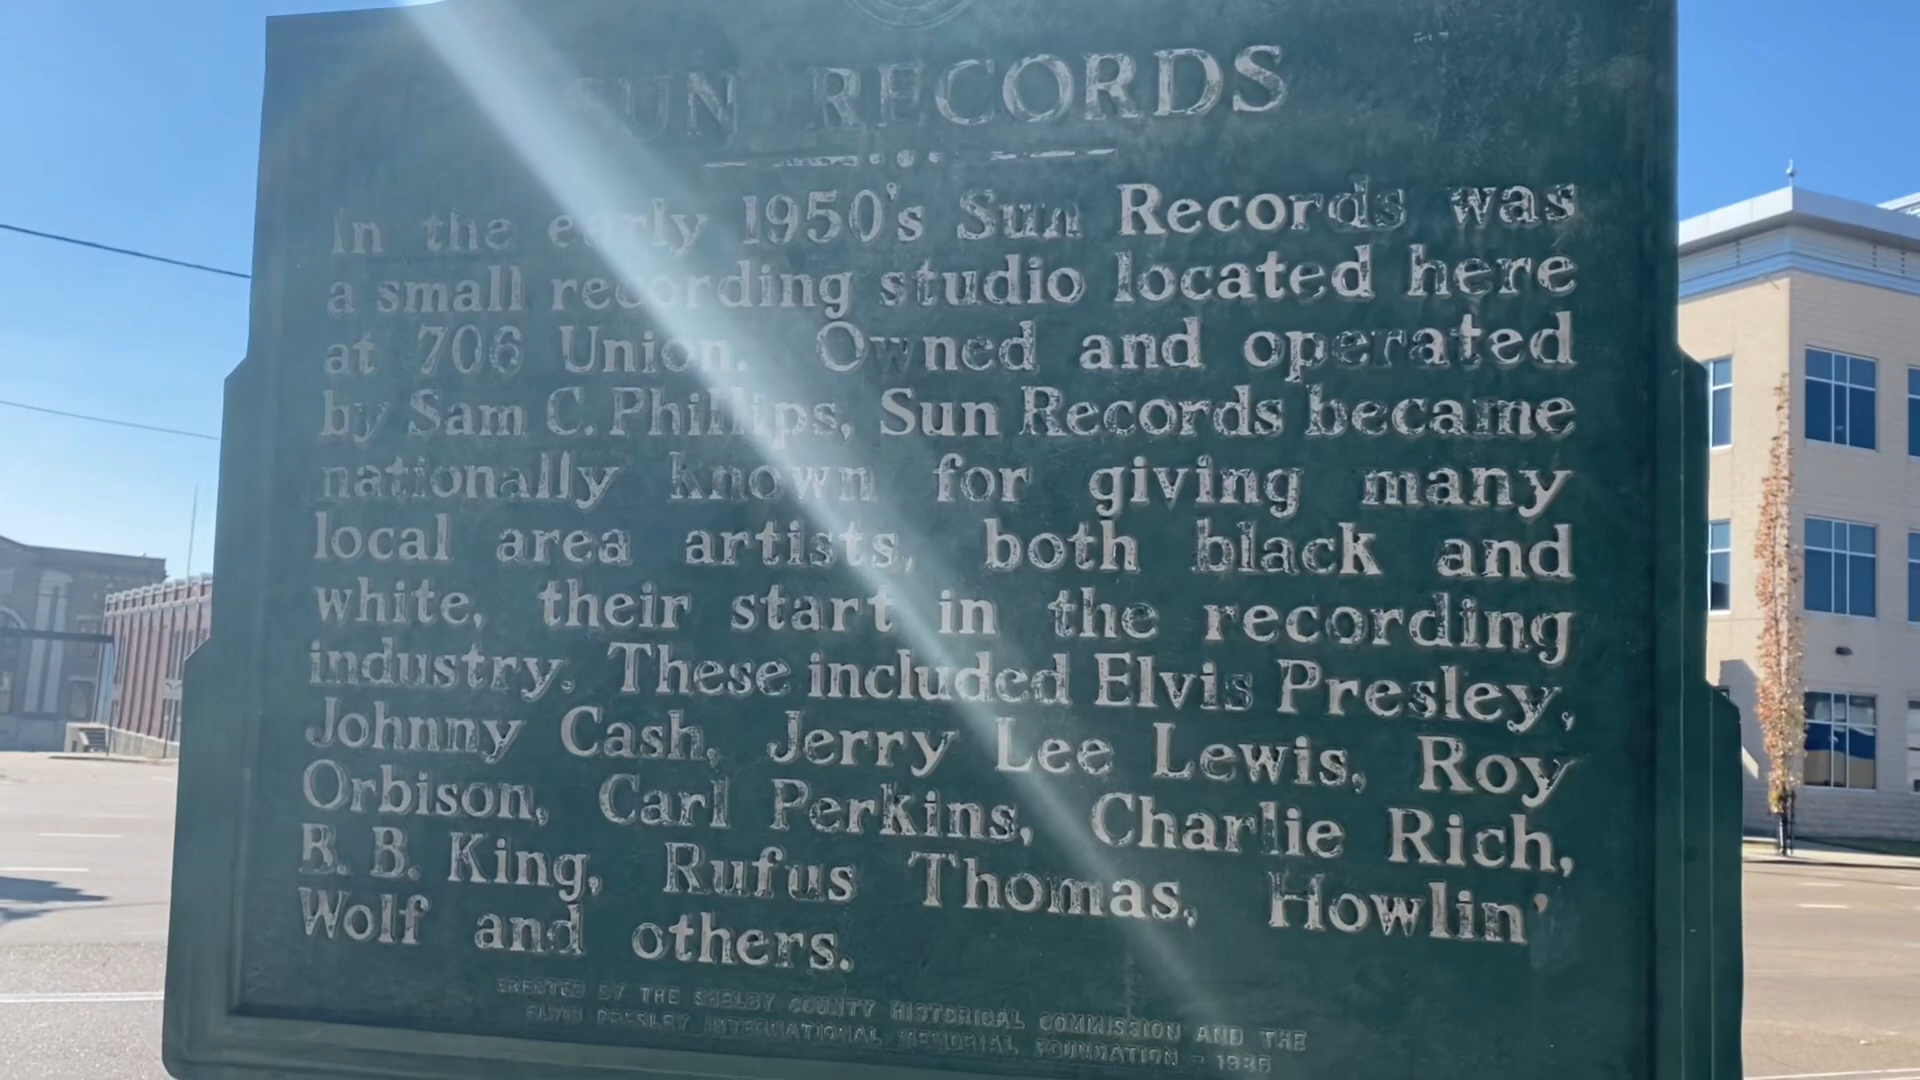 SUN RECORDS
In the early 1950's Sun Records was
a small recording studio located here
at 706 Union. Owned and operated
by Sam C. Phillips, Sun Records became
nationally known for giving many
local area artists, both black and
white, their start in the recording
industry. These included Elvis Presley,
Johnny Cash, Jerry Lee Lewis, Roy
Orbison, Carl Perkins, Charlie Rich,
B. B. King, Rufus Thomas, Howlin'
Wolf and others.
ERECTED BY THE SHELBY COUNTY HISTORICAL COMMISSION AND THE
ELVIS PRESLEY INTERNATIONAL MEMORIAL FOUNDATION -